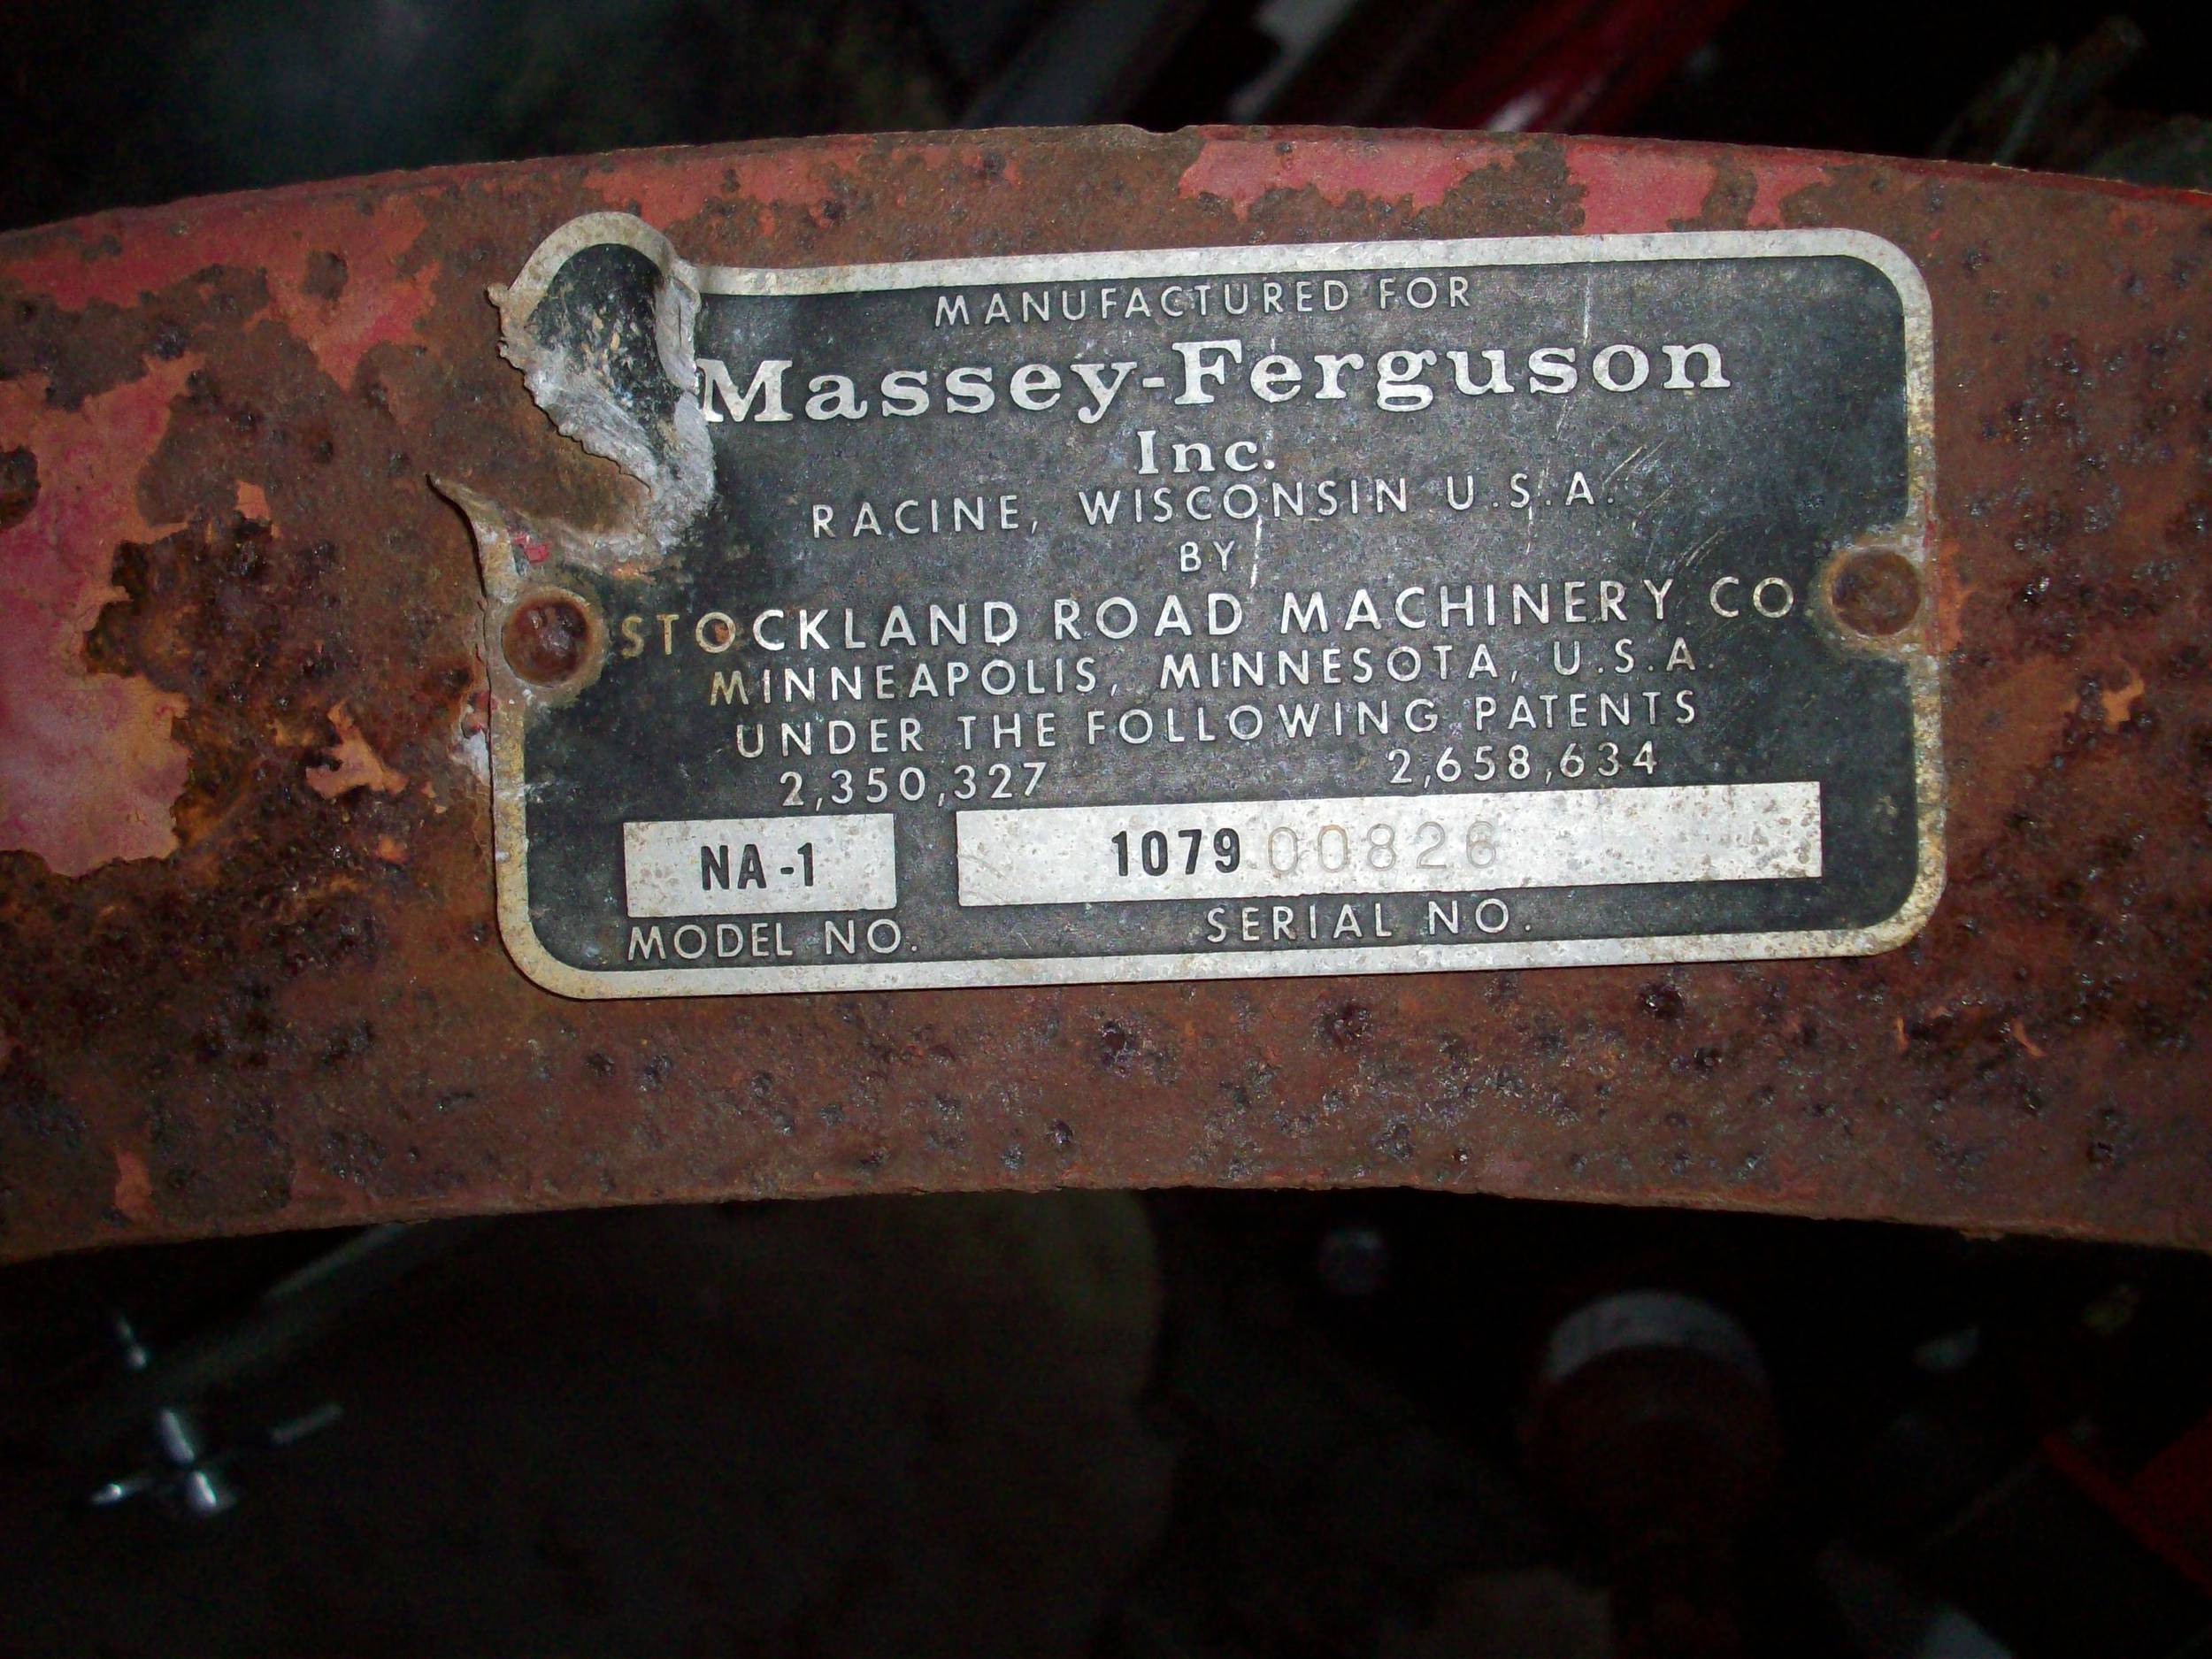 MANUFACTURED FOR
Massey-Ferguson
Inc.
RACINE, WISCONSIN U.S.A.
BY
STOCKLAND ROAD MACHINERY CO
MINNEAPOLIS, MINNESOTA, U.S.A.
UNDER THE FOLLOWING PATENTS
2,350,327 2,658,634
NA-1 1079 00826
MODEL NO. SERIAL NO.